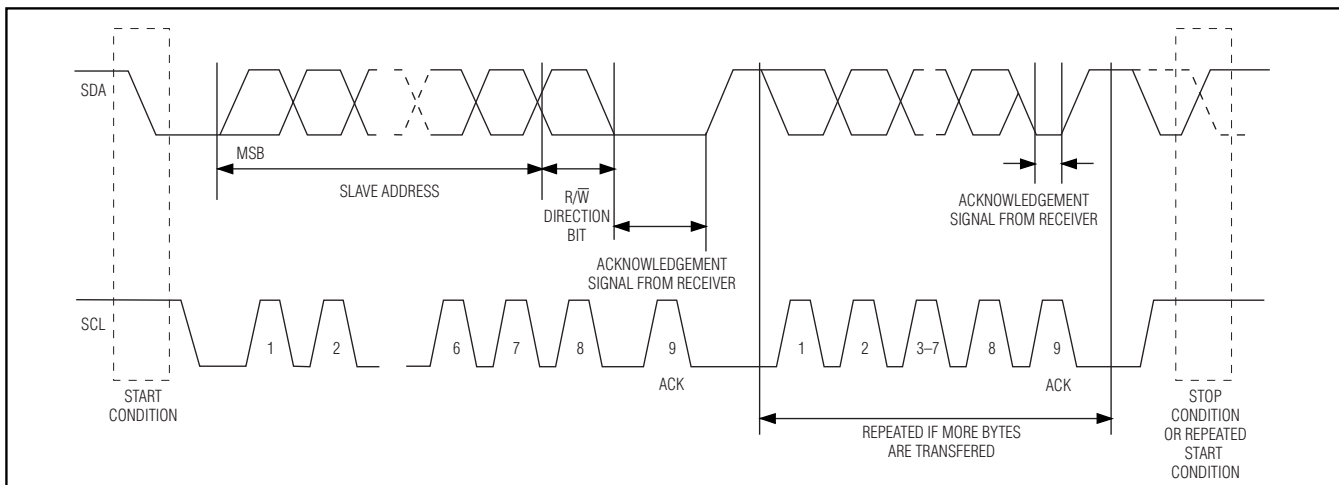 SDA
MSB
SLAVE ADDRESS
R/W̅
DIRECTION
BIT
ACKNOWLEDGEMENT
SIGNAL FROM RECEIVER
ACKNOWLEDGEMENT
SIGNAL FROM RECEIVER
SCL
1
2
6
7
8
9
1
2
3–7
8
9
ACK
ACK
START
CONDITION
REPEATED IF MORE BYTES
ARE TRANSFERED
STOP
CONDITION
OR REPEATED
START
CONDITION